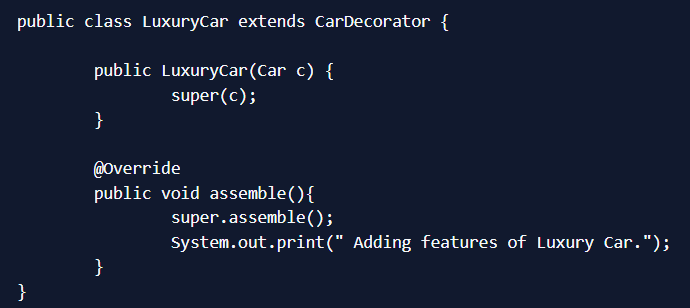 public class LuxuryCar extends CarDecorator {
public LuxuryCar(Car c) {
super(c);
}
@Override
public void assemble(){
super.assemble();
System.out.print(" Adding features of Luxury Car.");
}
}